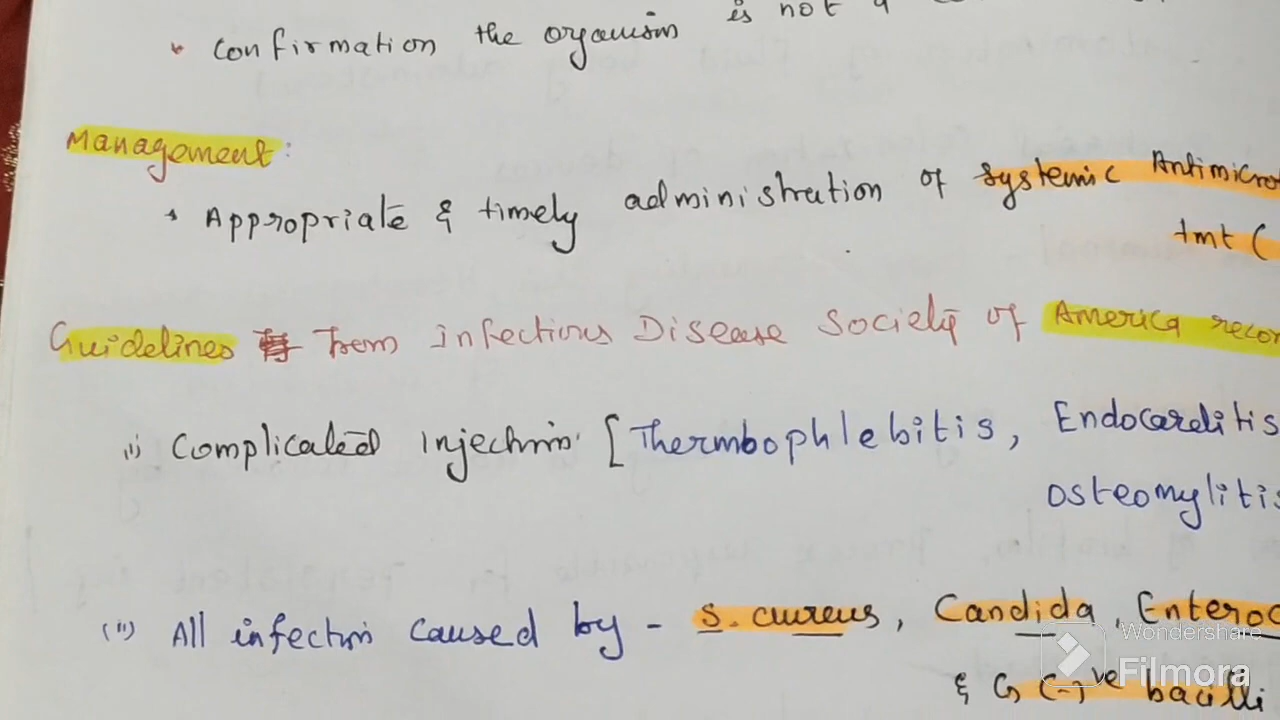 • Confirmation the organism is not a
Management:
* Appropriate & timely administration of Systemic Antimicro
tmt (
Guidelines from infectious Disease Society of America recom
(i) Complicated Injection [Thermbophlebitis, Endocarditis
Osteomylitis
(ii) All infection caused by - S. aureus, Candida, Enteroc
& G (-)ve bacilli
Wondershare
Filmora